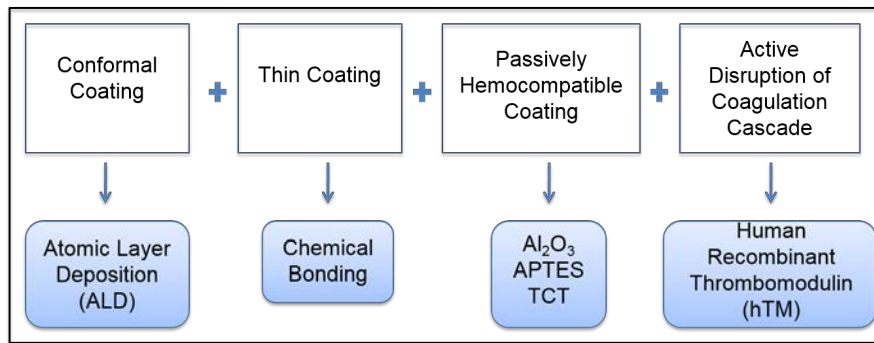 Conformal
Coating
+
Thin Coating
+
Passively
Hemocompatible
Coating
+
Active
Disruption of
Coagulation
Cascade
Atomic Layer
Deposition
(ALD)
Chemical
Bonding
Al₂O₃
APTES
TCT
Human
Recombinant
Thrombomodulin
(hTM)